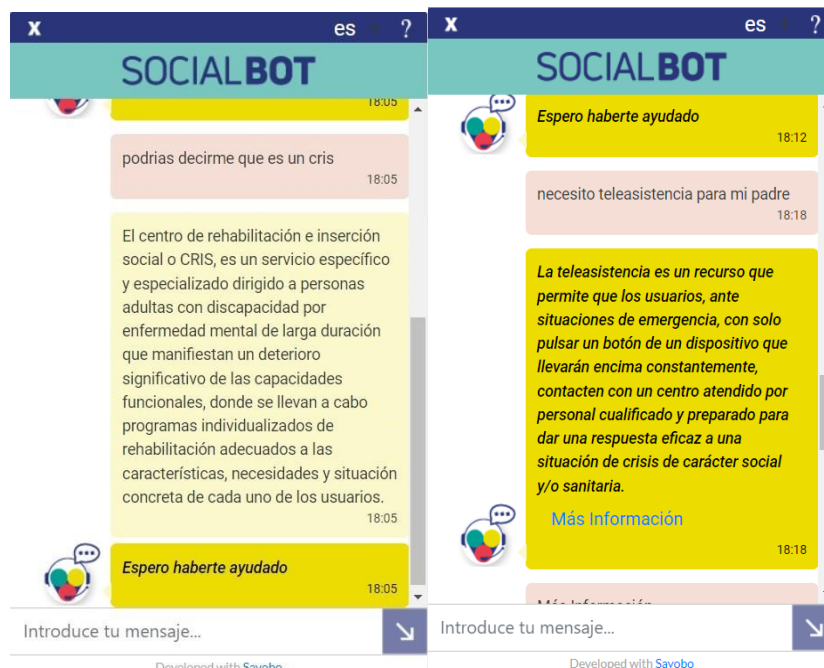 X es ?
SOCIALBOT
18:05
podrias decirme que es un cris
18:05
El centro de rehabilitación e inserción
social o CRIS, es un servicio específico
y especializado dirigido a personas
adultas con discapacidad por
enfermedad mental de larga duración
que manifiestan un deterioro
significativo de las capacidades
funcionales, donde se llevan a cabo
programas individualizados de
rehabilitación adecuados a las
características, necesidades y situación
concreta de cada uno de los usuarios.
18:05
Espero haberte ayudado
18:05
Introduce tu mensaje...
Developed with Sayobo
X es ?
SOCIALBOT
Espero haberte ayudado
18:12
necesito teleasistencia para mi padre
18:18
La teleasistencia es un recurso que
permite que los usuarios, ante
situaciones de emergencia, con solo
pulsar un botón de un dispositivo que
llevarán encima constantemente,
contacten con un centro atendido por
personal cualificado y preparado para
dar una respuesta eficaz a una
situación de crisis de carácter social
y/o sanitaria.
Más Información
18:18
Más Información
Introduce tu mensaje...
Developed with Sayobo